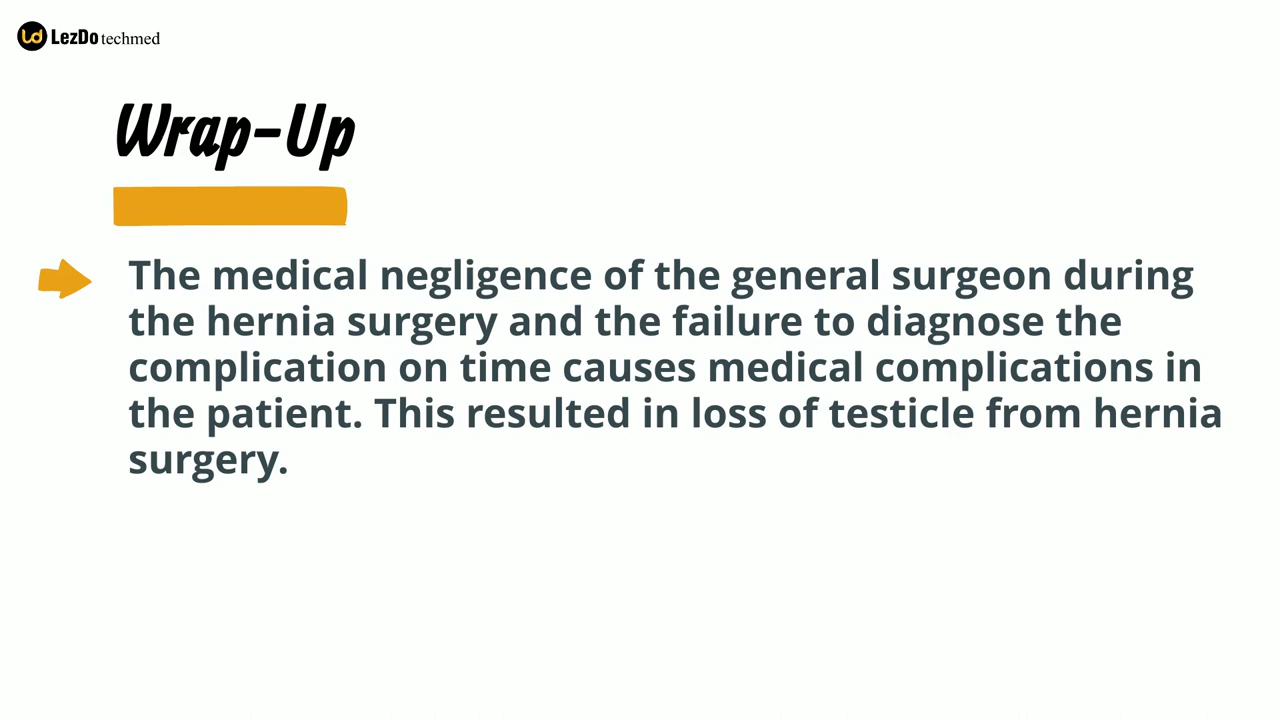 LezDo techmed
Wrap-Up
The medical negligence of the general surgeon during
the hernia surgery and the failure to diagnose the
complication on time causes medical complications in
the patient. This resulted in loss of testicle from hernia
surgery.